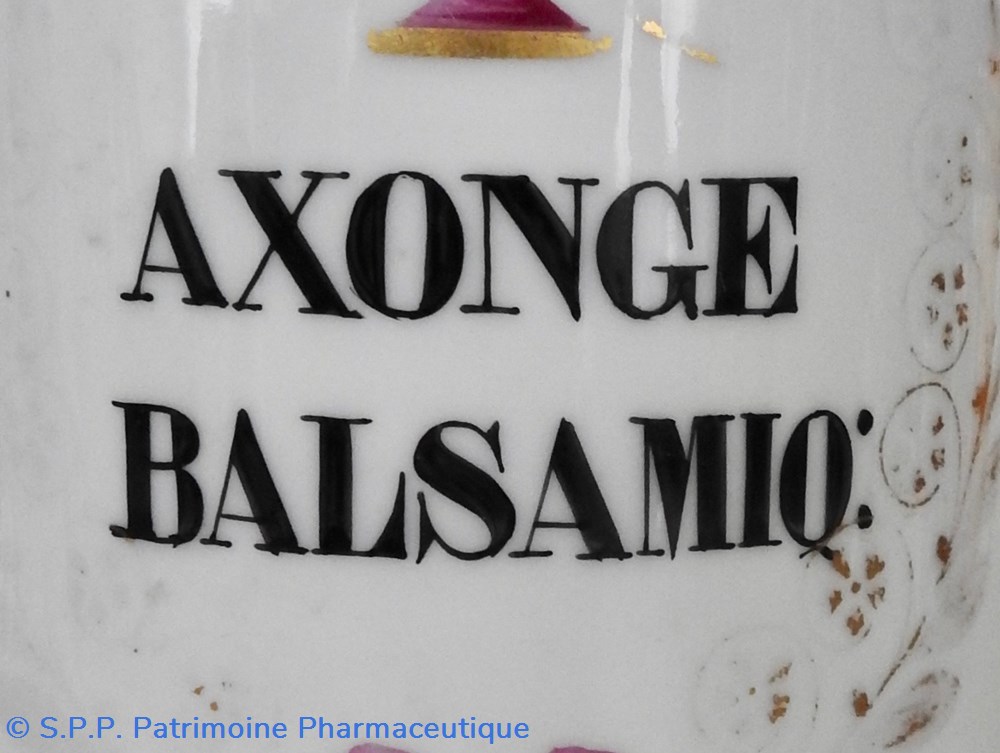 AXONGE
BALSAMIQ:
© S.P.P. Patrimoine Pharmaceutique